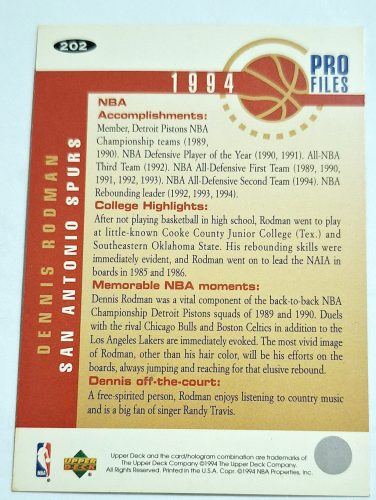 202
1994
PRO
FILES
DENNIS RODMAN
SAN ANTONIO SPURS
NBA
Accomplishments:
Member, Detroit Pistons NBA
Championship teams (1989,
1990). NBA Defensive Player of the Year (1990, 1991). All-NBA
Third Team (1992). NBA All-Defensive First Team (1989, 1990,
1991, 1992, 1993). NBA All-Defensive Second Team (1994). NBA
Rebounding leader (1992, 1993, 1994).
College Highlights:
After not playing basketball in high school, Rodman went to play
at little-known Cooke County Junior College (Tex.) and
Southeastern Oklahoma State. His rebounding skills were
immediately evident, and Rodman went on to lead the NAIA in
boards in 1985 and 1986.
Memorable NBA moments:
Dennis Rodman was a vital component of the back-to-back NBA
Championship Detroit Pistons squads of 1989 and 1990. Duels
with the rival Chicago Bulls and Boston Celtics in addition to the
Los Angeles Lakers are immediately evoked. The most vivid image
of Rodman, other than his hair color, will be his efforts on the
boards, always jumping and reaching for that elusive rebound.
Dennis off-the-court:
A free-spirited person, Rodman enjoys listening to country music
and is a big fan of singer Randy Travis.
NBA
UPPER
DECK
Upper Deck and the card/hologram combination are trademarks of
The Upper Deck Company ©1994 The Upper Deck Company.
All Rights Reserved. Printed in the U.S.A. Copr. ©1994 NBA Properties, Inc.